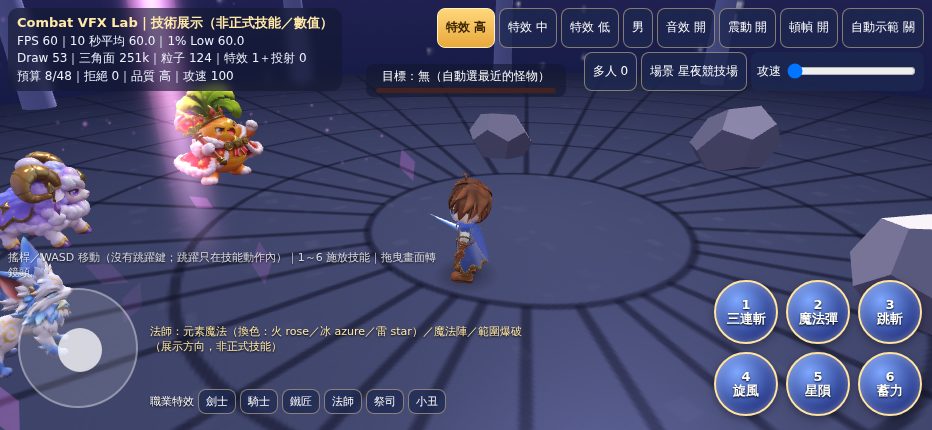 Combat VFX Lab｜技術展示（非正式技能／數值）
FPS 60｜10 秒平均 60.0｜1% Low 60.0
Draw 53｜三角面 251k｜粒子 124｜特效 1＋投射 0
預算 8/48｜拒絕 0｜品質 高｜攻速 100
特效 高
特效 中
特效 低
男
音效 開
震動 開
頓幀 開
自動示範 關
目標：無（自動選最近的怪物）
多人 0
場景 星夜競技場
攻速
搖桿／WASD 移動（沒有跳躍鍵；跳躍只在技能動作內）｜1～6 施放技能｜拖曳畫面轉
鏡頭
法師：元素魔法（換色：火 rose／冰 azure／雷 star）／魔法陣／範圍爆破
（展示方向，非正式技能）
職業特效
劍士
騎士
鐵匠
法師
祭司
小丑
1
三連斬
2
魔法彈
3
跳斬
4
旋風
5
星隕
6
蓄力